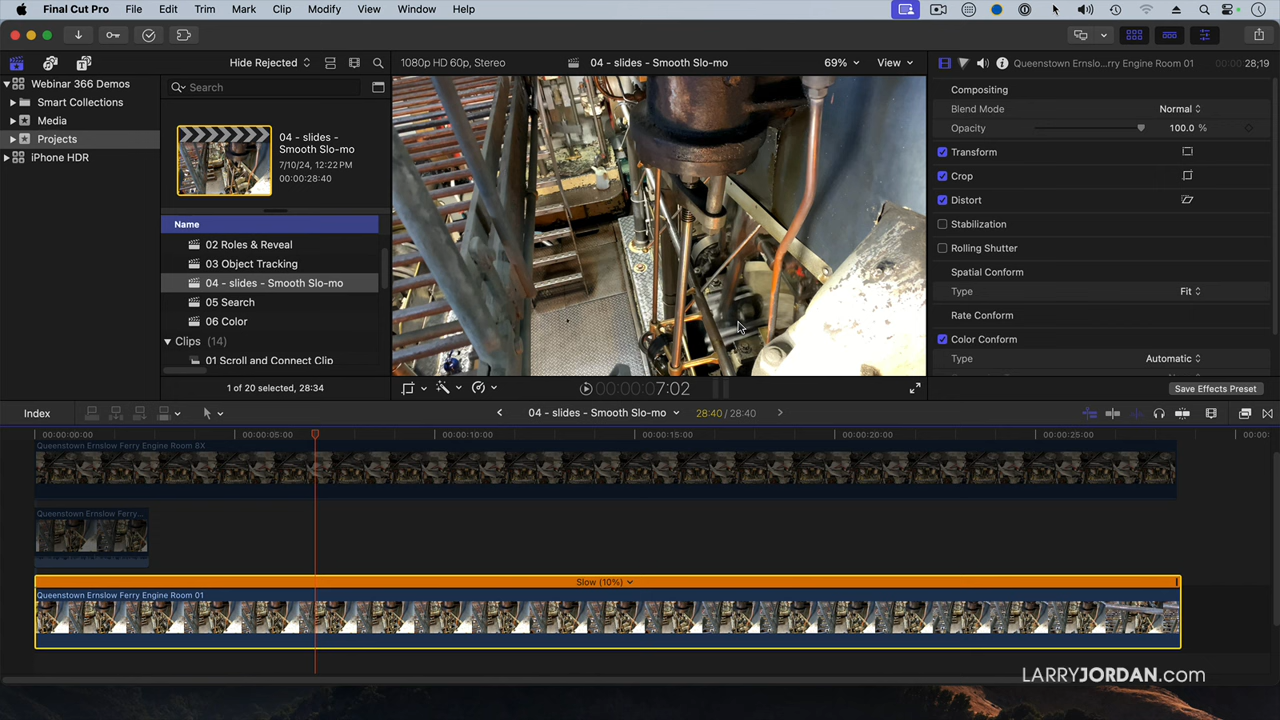 Final Cut Pro File Edit Trim Mark Clip Modify View Window Help
Hide Rejected
1080p HD 60p, Stereo
04 - slides - Smooth Slo-mo
69%
View
Queenstown Ernslo...rry Engine Room 01
00:00:28;19
Webinar 366 Demos
Smart Collections
Media
Projects
iPhone HDR
Search
04 - slides -
Smooth Slo-mo
7/10/24, 12:22 PM
00:00:28:40
Name
02 Roles & Reveal
03 Object Tracking
04 - slides - Smooth Slo-mo
05 Search
06 Color
Clips (14)
01 Scroll and Connect Clip
1 of 20 selected, 28:34
00:00:07:02
Compositing
Blend Mode Normal
Opacity 100.0 %
Transform
Crop
Distort
Stabilization
Rolling Shutter
Spatial Conform
Type Fit
Rate Conform
Color Conform
Type Automatic
Save Effects Preset
Index
04 - slides - Smooth Slo-mo
28:40 / 28:40
00:00:00:00 00:00:05:00 00:00:10:00 00:00:15:00 00:00:20:00 00:00:25:00 00:00:
Queenstown Ernslow Ferry Engine Room 8X
Queenstown Ernslow Ferry...
Slow (10%)
Queenstown Ernslow Ferry Engine Room 01
LARRYJORDAN.com